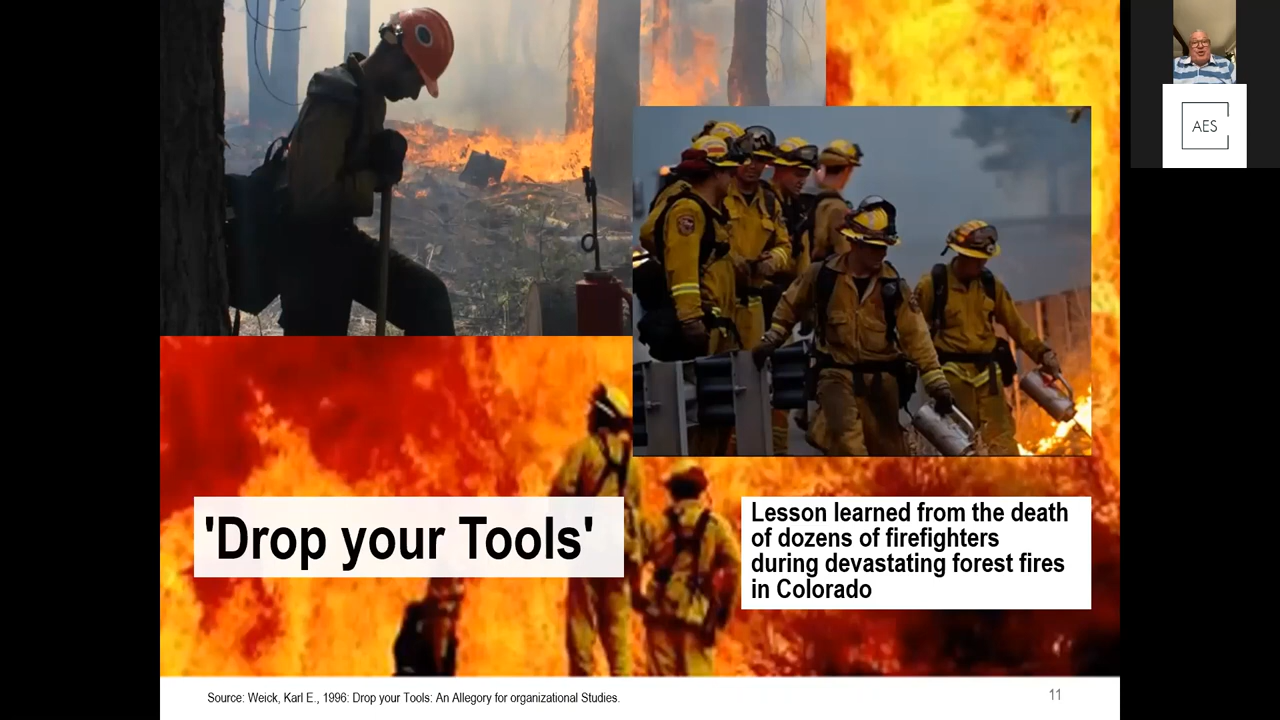 AES
'Drop your Tools'
Lesson learned from the death
of dozens of firefighters
during devastating forest fires
in Colorado
Source: Weick, Karl E., 1996: Drop your Tools: An Allegory for organizational Studies.
11